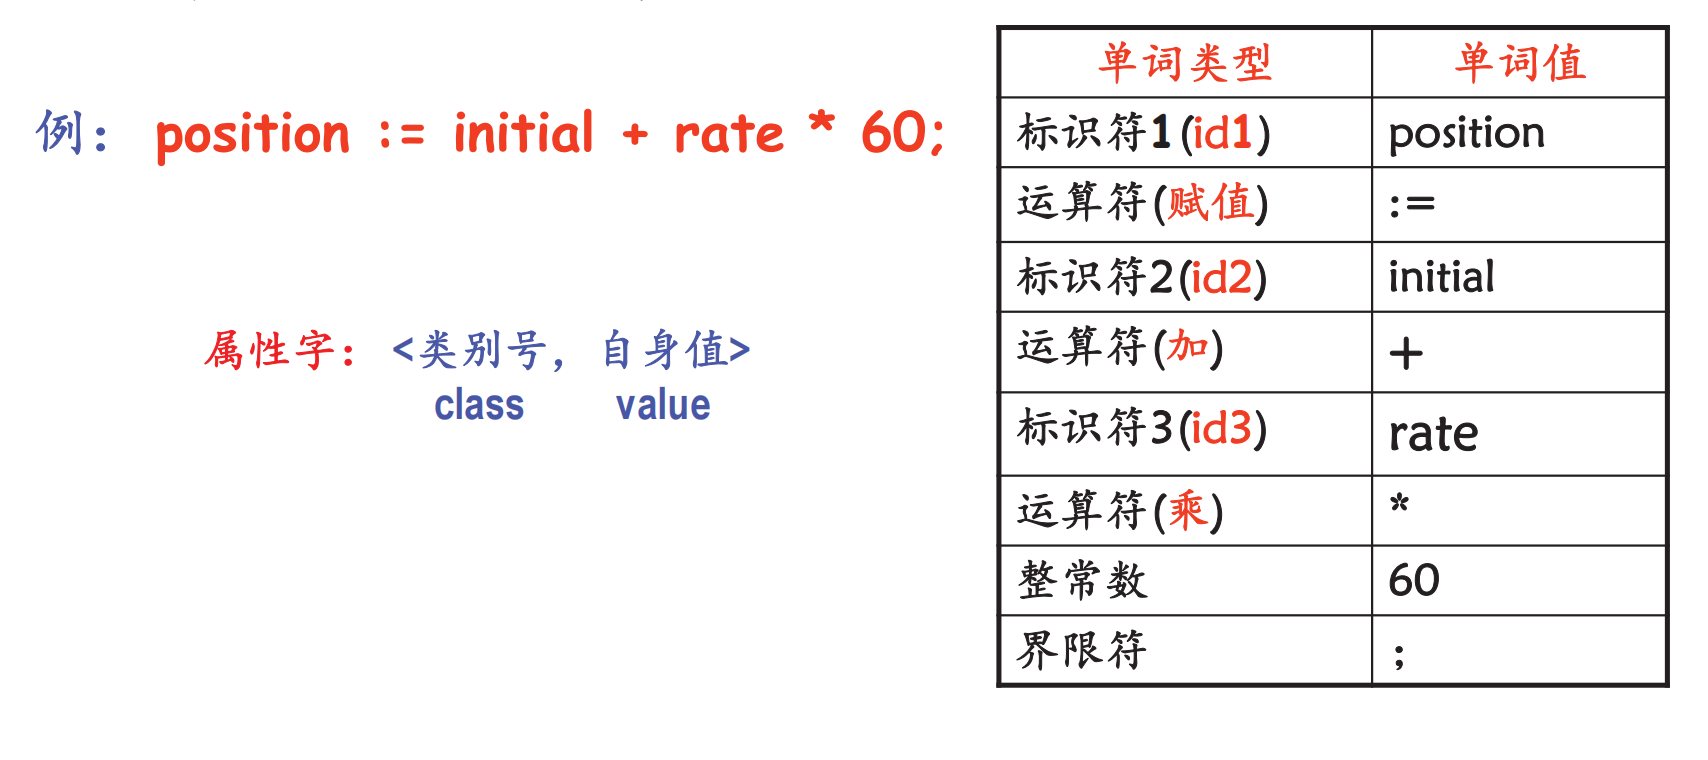 例: position := initial + rate * 60;
属性字: <类别号, 自身值>
class value
单词类型 单词值
标识符1(id1) position
运算符(赋值) :=
标识符2(id2) initial
运算符(加) +
标识符3(id3) rate
运算符(乘) *
整常数 60
界限符 ;